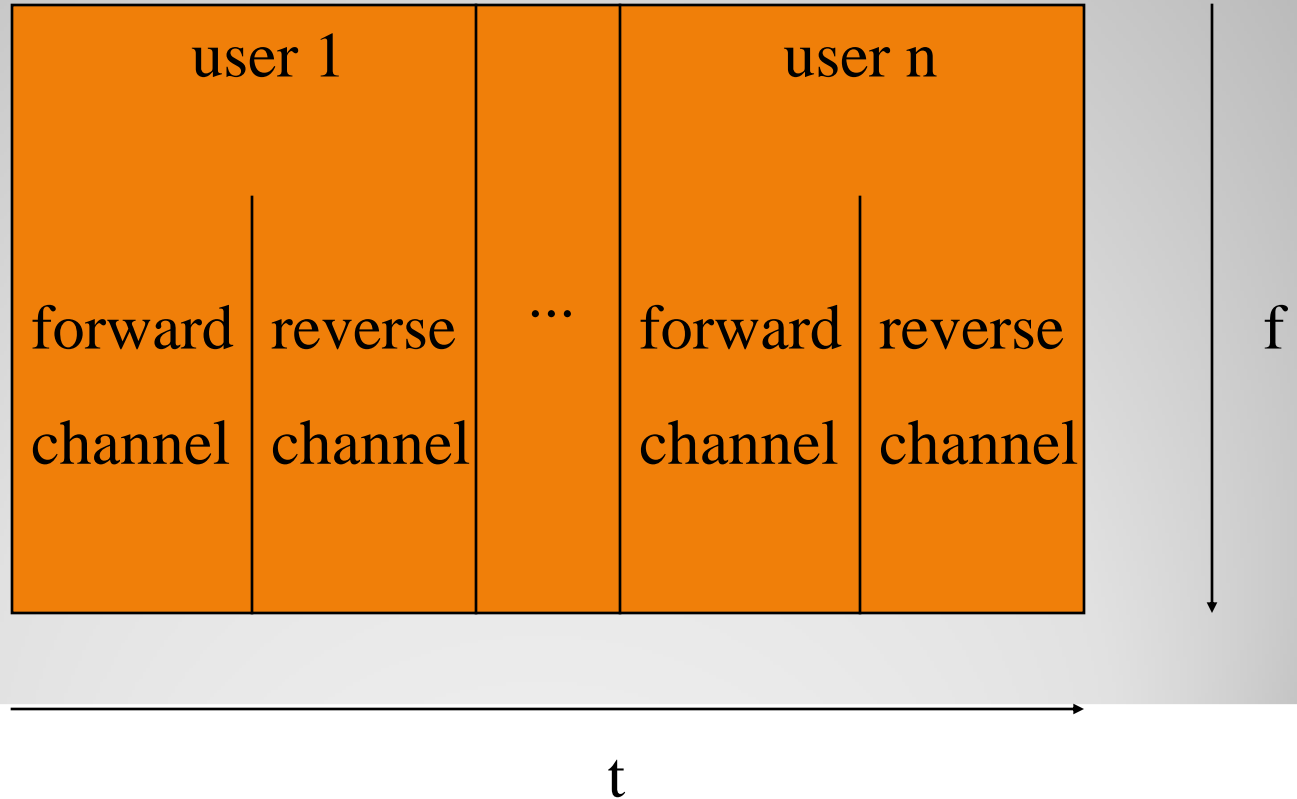 user 1
user n
forward
reverse
...
forward
reverse
f
channel
channel
channel
channel
t